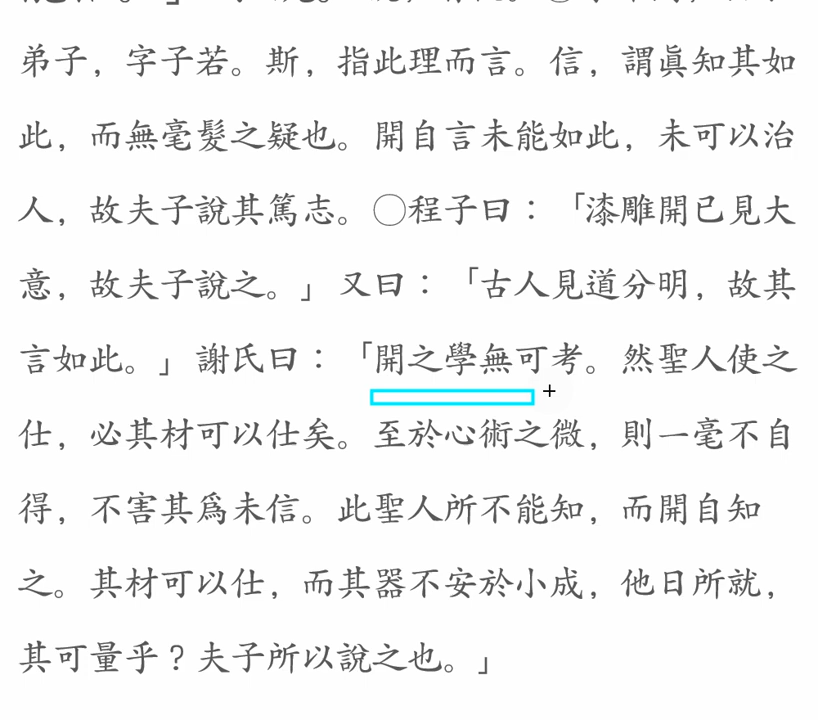 弟子，字子若。斯，指此理而言。信，謂眞知其如
此，而無毫髮之疑也。開自言未能如此，未可以治
人，故夫子說其篤志。◯程子曰：「漆雕開已見大
意，故夫子說之。」又曰：「古人見道分明，故其
言如此。」謝氏曰：「開之學無可考。然聖人使之
仕，必其材可以仕矣。至於心術之微，則一毫不自
得，不害其爲未信。此聖人所不能知，而開自知
之。其材可以仕，而其器不安於小成，他日所就，
其可量乎？夫子所以說之也。」